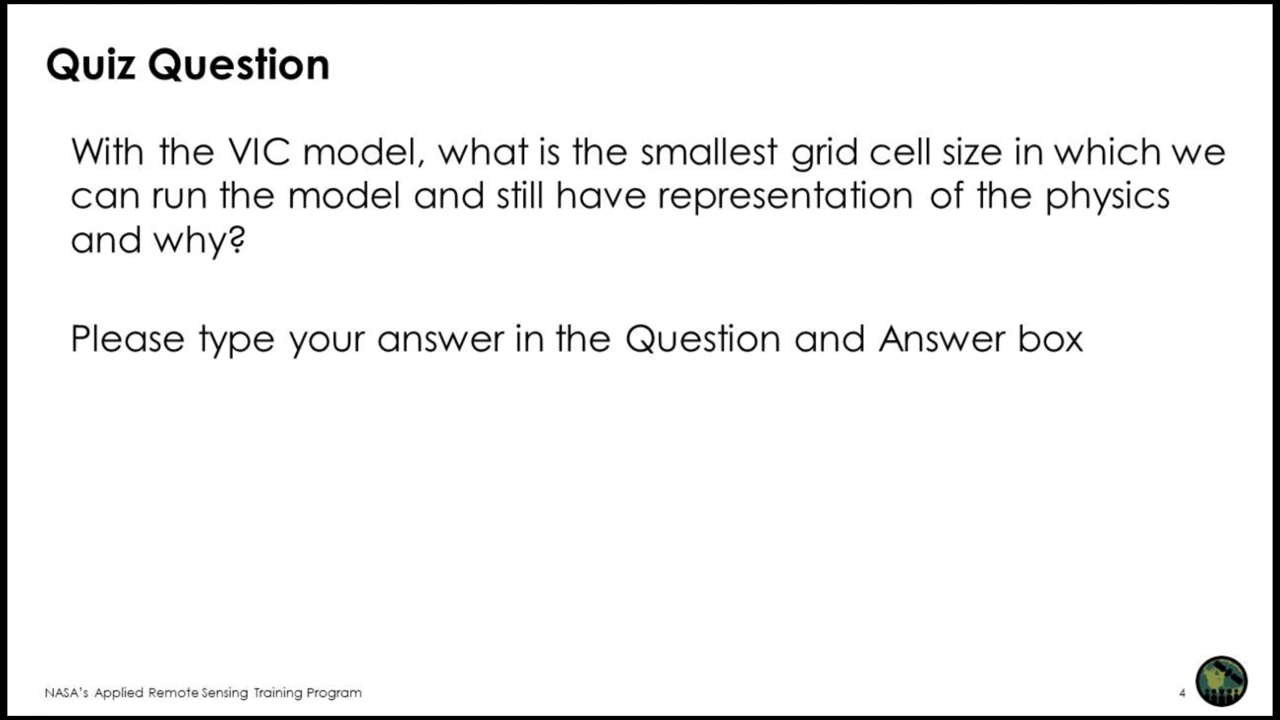 Quiz Question
With the VIC model, what is the smallest grid cell size in which we
can run the model and still have representation of the physics
and why?
Please type your answer in the Question and Answer box
NASA's Applied Remote Sensing Training Program
4